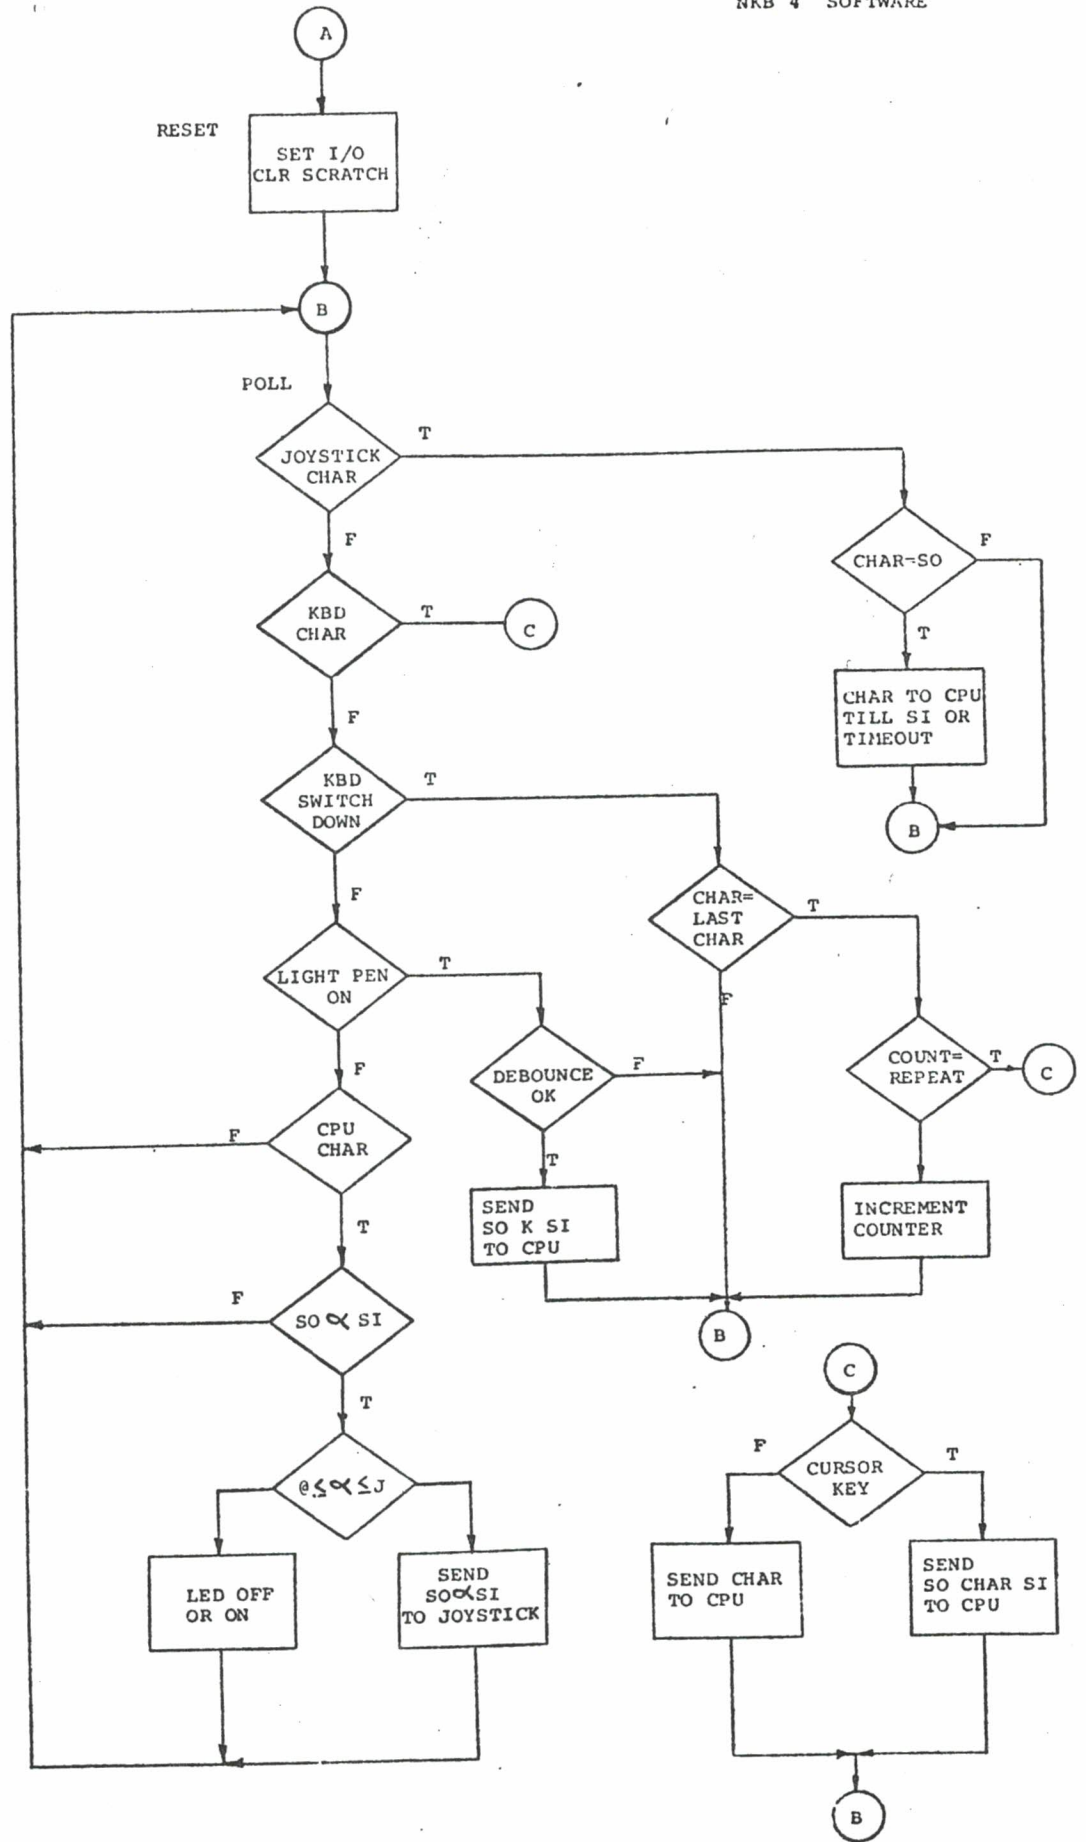 NKB 4 SOFTWARE
A
RESET
SET I/O
CLR SCRATCH
B
POLL
JOYSTICK
CHAR
T
F
CHAR=SO
F
T
CHAR TO CPU
TILL SI OR
TIMEOUT
B
KBD
CHAR
T
C
F
KBD
SWITCH
DOWN
T
F
CHAR=
LAST
CHAR
T
F
COUNT=
REPEAT
T
C
INCREMENT
COUNTER
LIGHT PEN
ON
T
F
DEBOUNCE
OK
F
T
SEND
SO K SI
TO CPU
B
CPU
CHAR
F
T
SO α SI
F
T
@≤α≤J
LED OFF
OR ON
SEND
SOαSI
TO JOYSTICK
C
CURSOR
KEY
F
T
SEND CHAR
TO CPU
SEND
SO CHAR SI
TO CPU
B